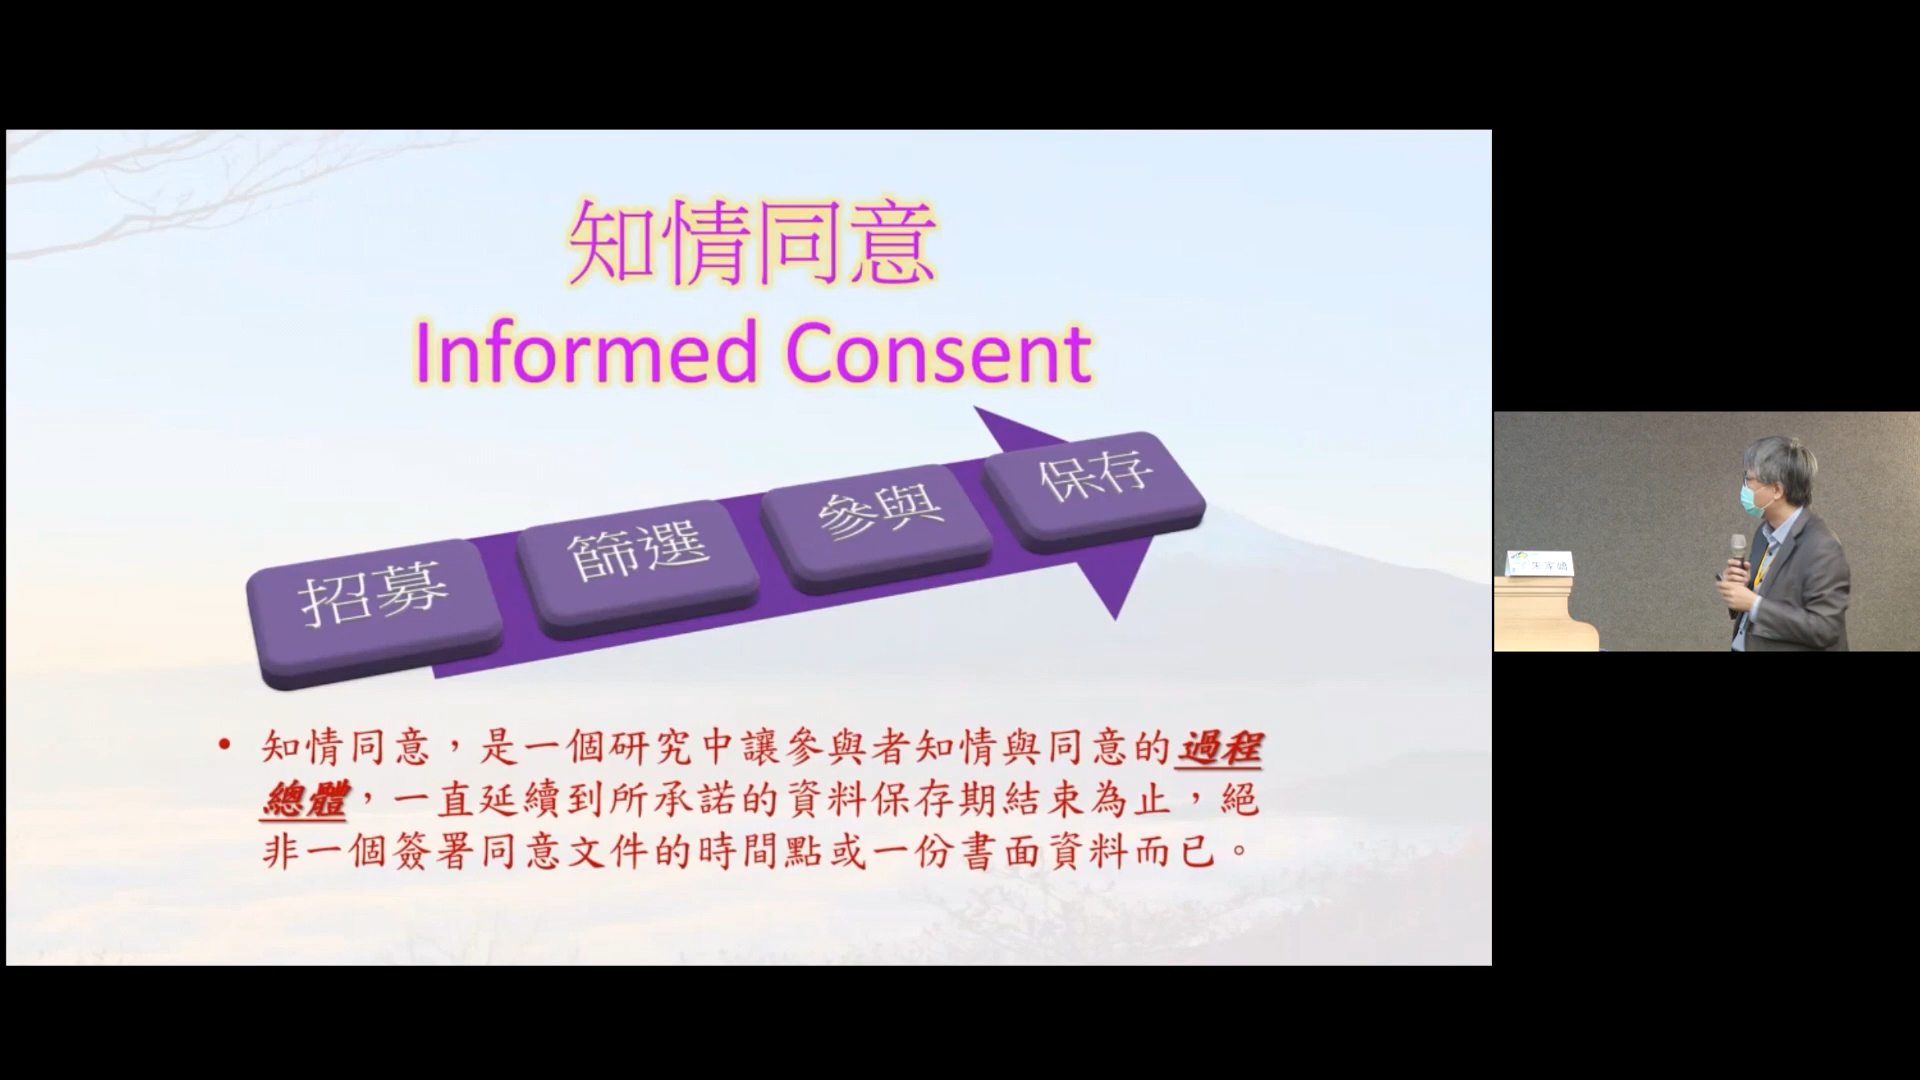 知情同意
Informed Consent
招募
篩選
參與
保存
• 知情同意，是一個研究中讓參與者知情與同意的過程
總體，一直延續到所承諾的資料保存期結束為止，絕
非一個簽署同意文件的時間點或一份書面資料而已。